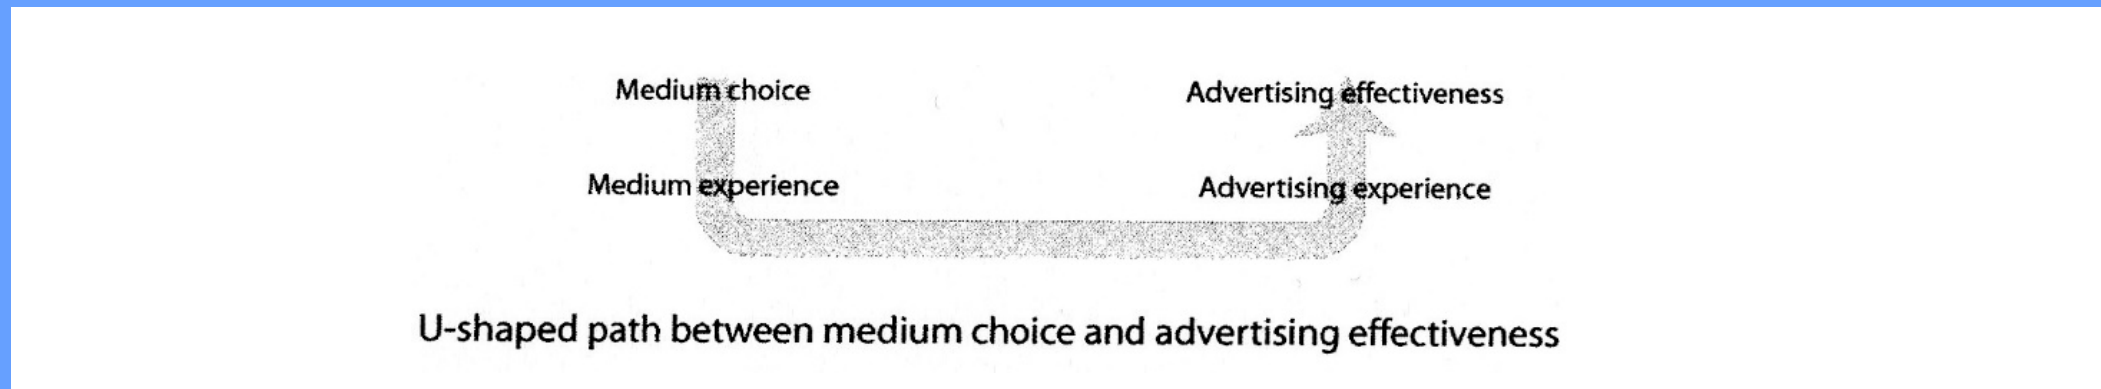 Medium choice
Advertising effectiveness
Medium experience
Advertising experience
U-shaped path between medium choice and advertising effectiveness